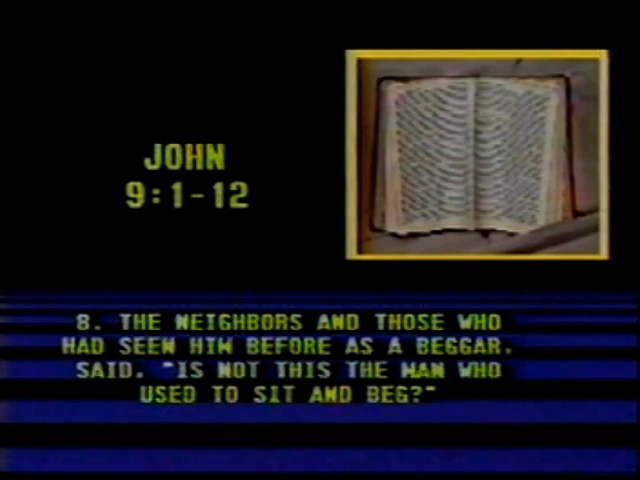 JOHN
9:1-12
8. THE NEIGHBORS AND THOSE WHO
HAD SEEN HIM BEFORE AS A BEGGAR,
SAID, "IS NOT THIS THE MAN WHO
USED TO SIT AND BEG?"